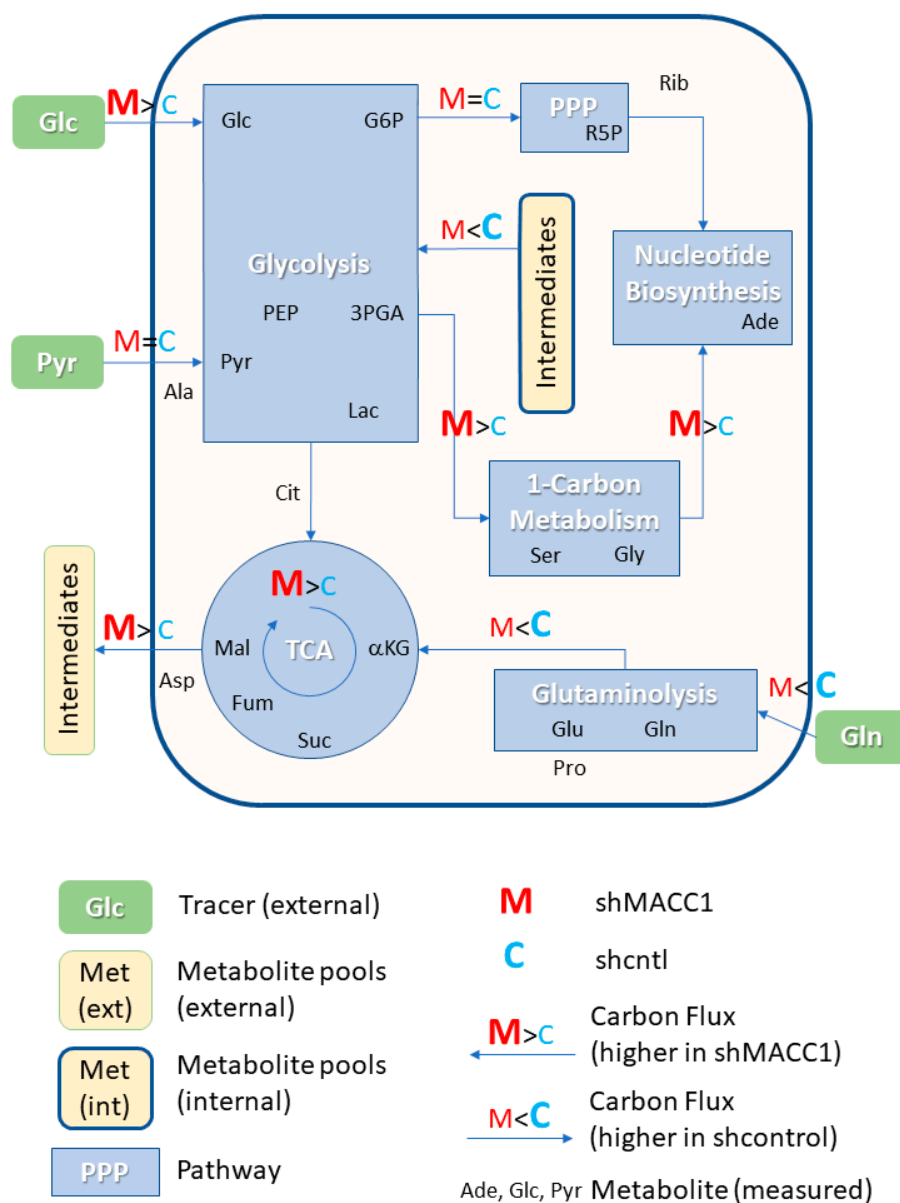 Glc
M> C
Glc
G6P
M=C
PPP
R5P
Rib
M<C
Intermediates
Glycolysis
PEP
3PGA
Nucleotide
Biosynthesis
Ade
Pyr
M=C
Pyr
Ala
Lac
M>C
M>C
Cit
1-Carbon
Metabolism
Ser
Gly
Intermediates
M> C
Asp
M>C
Mal
TCA
αKG
Fum
Suc
M<C
Glutaminolysis
Glu
Gln
Pro
M< C
Gln
Glc
Tracer (external)
Met
(ext)
Metabolite pools
(external)
Met
(int)
Metabolite pools
(internal)
PPP
Pathway
M
shMACC1
C
shcntl
M>C
Carbon Flux
(higher in shMACC1)
M<C
Carbon Flux
(higher in shcontrol)
Ade, Glc, Pyr Metabolite (measured)